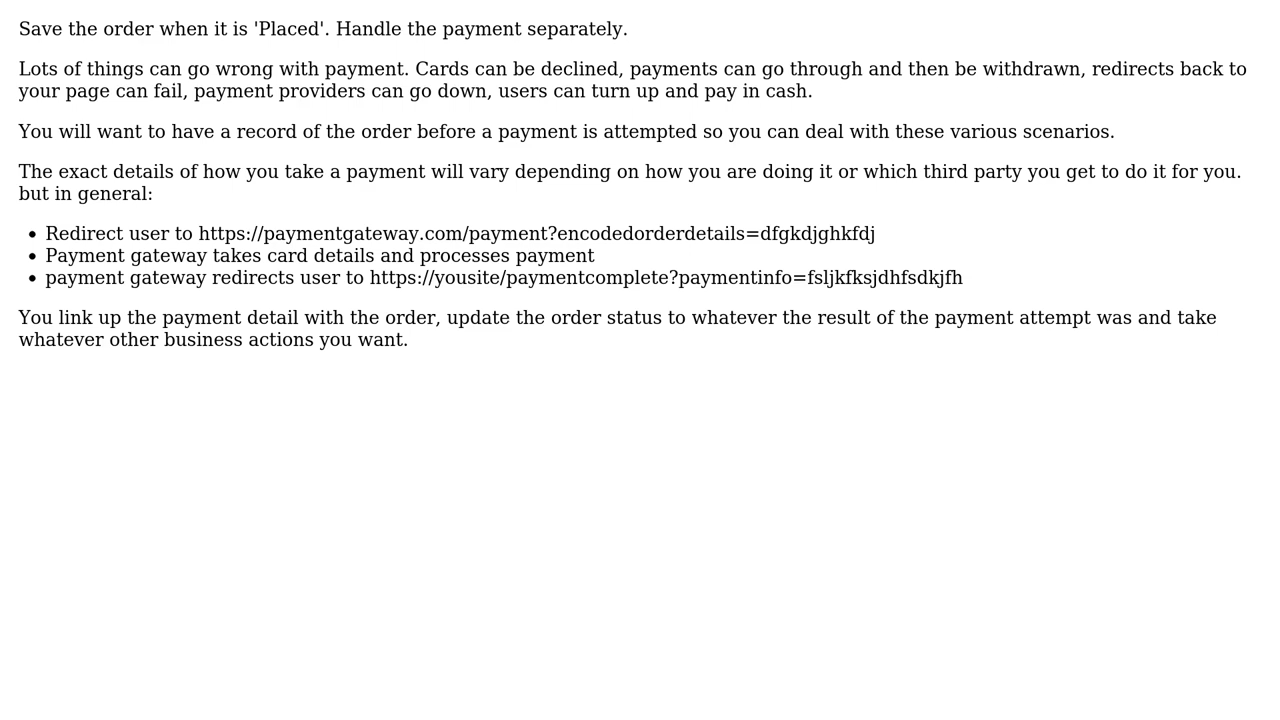 Save the order when it is 'Placed'. Handle the payment separately.
Lots of things can go wrong with payment. Cards can be declined, payments can go through and then be withdrawn, redirects back to
your page can fail, payment providers can go down, users can turn up and pay in cash.
You will want to have a record of the order before a payment is attempted so you can deal with these various scenarios.
The exact details of how you take a payment will vary depending on how you are doing it or which third party you get to do it for you.
but in general:
• Redirect user to https://paymentgateway.com/payment?encodedorderdetails=dfgkdjghkfdj
• Payment gateway takes card details and processes payment
• payment gateway redirects user to https://yousite/paymentcomplete?paymentinfo=fsljkfksjdhfsdkjfh
You link up the payment detail with the order, update the order status to whatever the result of the payment attempt was and take
whatever other business actions you want.